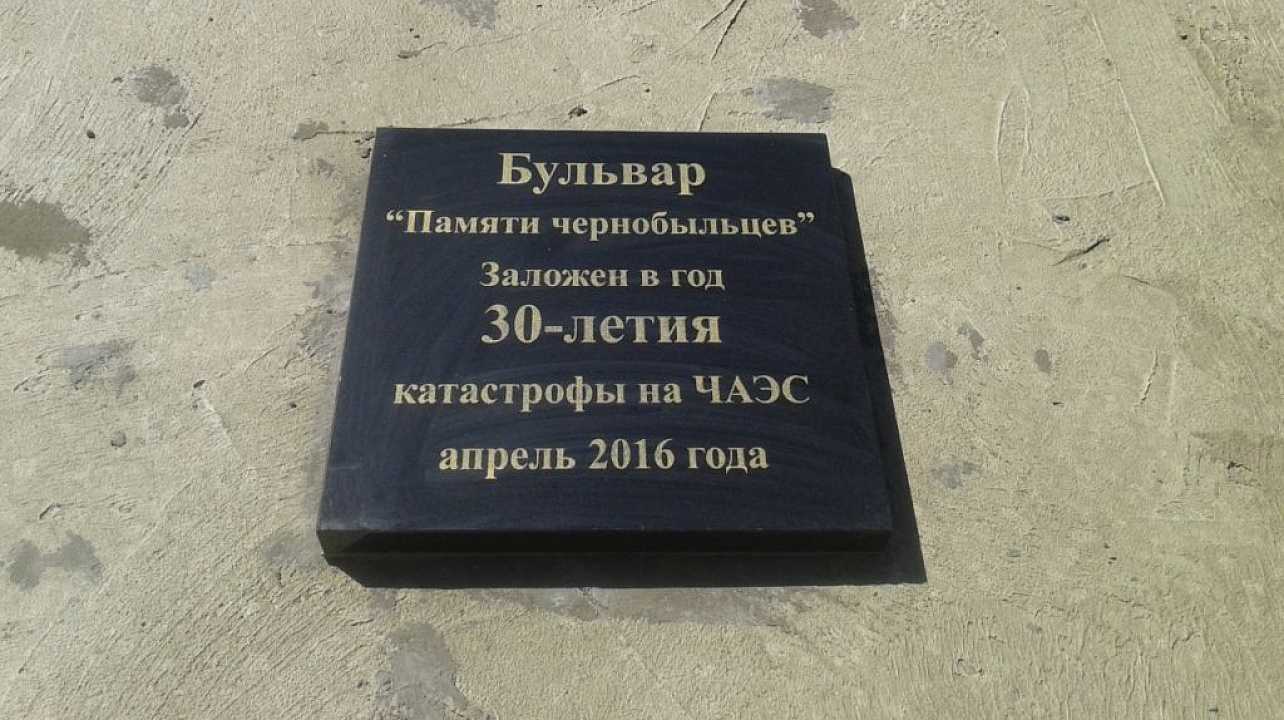 Бульвар
“Памяти чернобыльцев”
Заложен в год
30-летия
катастрофы на ЧАЭС
апрель 2016 года